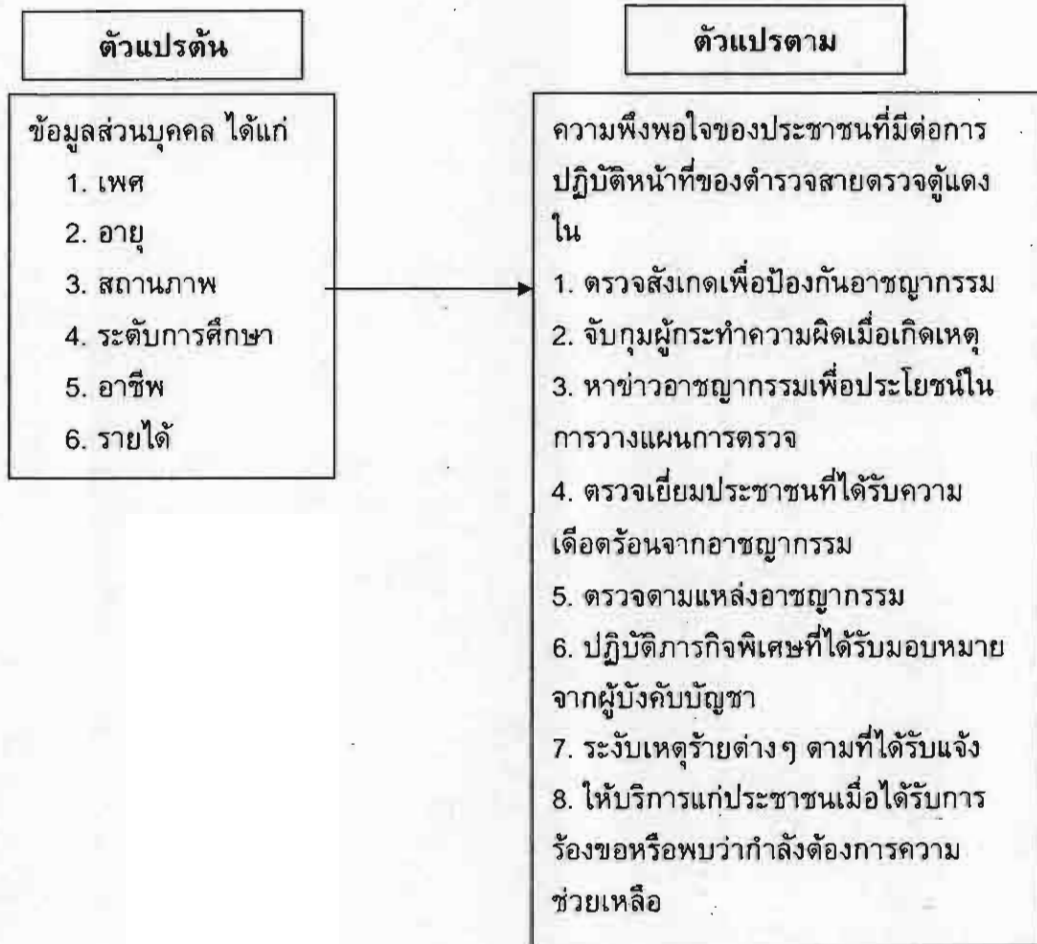 ตัวแปรต้น
ข้อมูลส่วนบุคคล ได้แก่
1. เพศ
2. อายุ
3. สถานภาพ
4. ระดับการศึกษา
5. อาชีพ
6. รายได้
ตัวแปรตาม
ความพึงพอใจของประชาชนที่มีต่อการ
ปฏิบัติหน้าที่ของตำรวจสายตรวจตู้แดง
ใน
1. ตรวจสังเกตเพื่อป้องกันอาชญากรรม
2. จับกุมผู้กระทำความผิดเมื่อเกิดเหตุ
3. หาข่าวอาชญากรรมเพื่อประโยชน์ใน
การวางแผนการตรวจ
4. ตรวจเยี่ยมประชาชนที่ได้รับความ
เดือดร้อนจากอาชญากรรม
5. ตรวจตามแหล่งอาชญากรรม
6. ปฏิบัติภารกิจพิเศษที่ได้รับมอบหมาย
จากผู้บังคับบัญชา
7. ระงับเหตุร้ายต่างๆ ตามที่ได้รับแจ้ง
8. ให้บริการแก่ประชาชนเมื่อได้รับการ
ร้องขอหรือพบว่ากำลังต้องการความ
ช่วยเหลือ